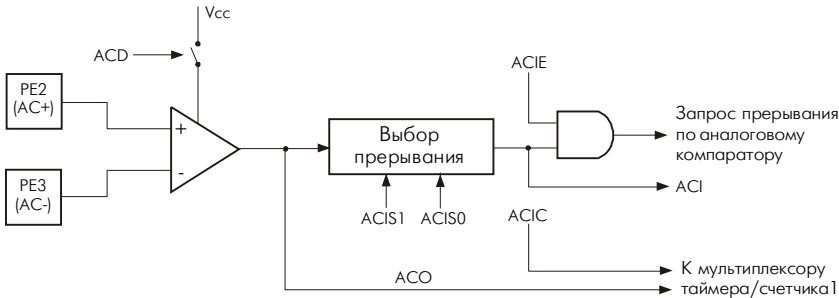 Vcc
ACD
PE2
(AC+)
+
PE3
(AC-)
-
Выбор
прерывания
ACIS1
ACIS0
ACIE
Запрос прерывания
по аналоговому
компаратору
ACI
ACIC
ACO
К мультиплексору
таймера/счетчика1